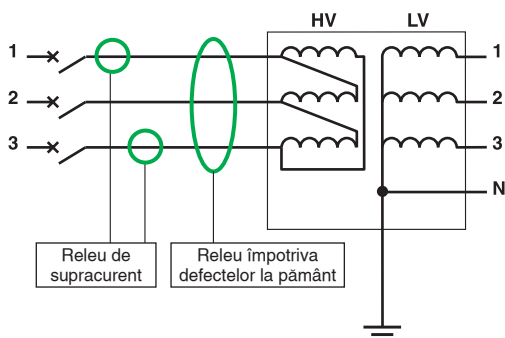 HV LV
1 1
2 2
3 3
N
Releu de
supracurent
Releu împotriva
defectelor la pământ